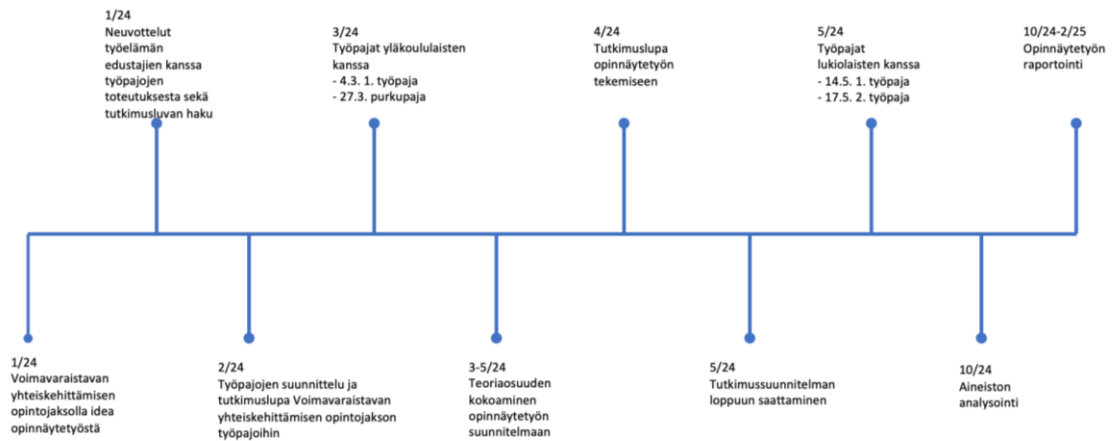 1/24
Neuvottelut
työelämän
edustajien kanssa
työpajojen
toteutuksesta sekä
tutkimusluvan haku
3/24
Työpajat yläkoululaisten
kanssa
- 4.3. 1. työpaja
- 27.3. purkupaja
4/24
Tutkimuslupa
opinnäytetyön
tekemiseen
5/24
Työpajat
lukiolaisten kanssa
- 14.5. 1. työpaja
- 17.5. 2. työpaja
10/24-2/25
Opinnäytetyön
raportointi
1/24
Voimavaraistavan
yhteiskehittämisen
opintojaksolla idea
opinnäytetyöstä
2/24
Työpajojen suunnittelu ja
tutkimuslupa Voimavaraistavan
yhteiskehittämisen opintojakson
työpajoihin
3-5/24
Teoriaosuuden
kokoaminen
opinnäytetyön
suunnitelmaan
5/24
Tutkimussuunnitelman
loppuun saattaminen
10/24
Aineiston
analysointi